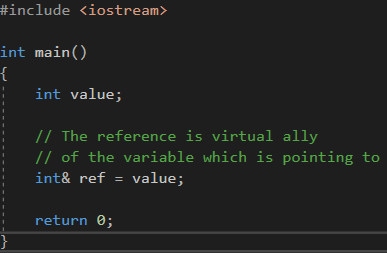 #include <iostream>
int main()
{
int value;
// The reference is virtual ally
// of the variable which is pointing to
int& ref = value;
return 0;
}